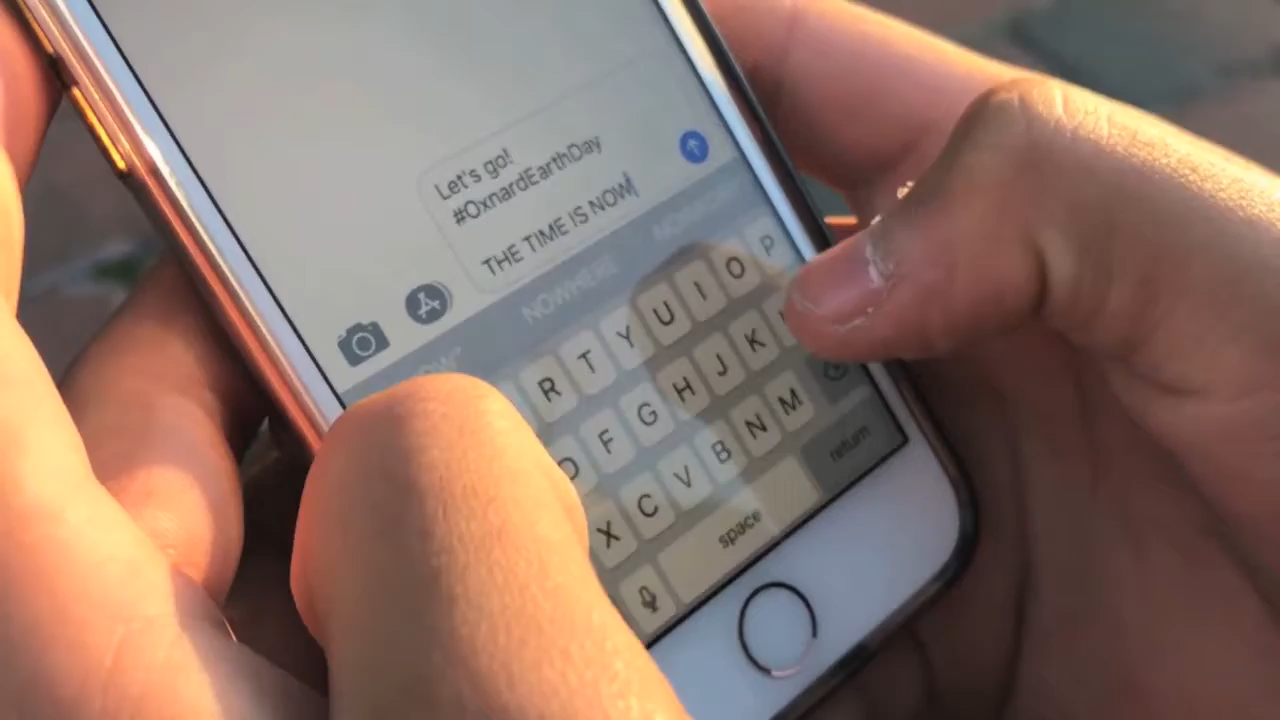 Let's go!
#OxnardEarthDay
THE TIME IS NOW
NOWHERE
R T Y U I O P
F G H J K
X C V B N M
return
space